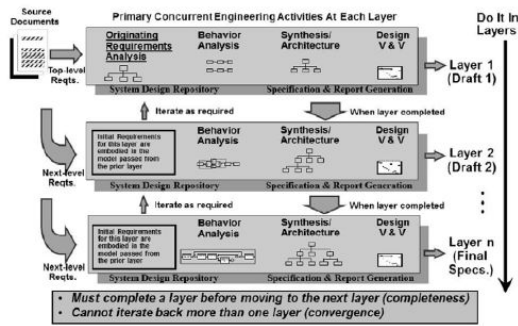 Source
Documents
Primary Concurrent Engineering Activities At Each Layer
Do It In
Layers
Originating
Requirements
Analysis
Behavior
Analysis
Synthesis/
Architecture
Design
V & V
Top-level
Reqts.
System Design Repository
Specification & Report Generation
Layer 1
(Draft 1)
Iterate as required
When layer completed
Initial Requirements
for this layer are
embodied in the
model passed from
the prior layer
Behavior
Analysis
Synthesis/
Architecture
Design
V & V
Next-level
Reqts.
System Design Repository
Specification & Report Generation
Layer 2
(Draft 2)
Iterate as required
When layer completed
Initial Requirements
for this layer are
embodied in the
model passed from
the prior layer
Behavior
Analysis
Synthesis/
Architecture
Design
V & V
Next-level
Reqts.
System Design Repository
Specification & Report Generation
Layer n
(Final
Specs.)
• Must complete a layer before moving to the next layer (completeness)
• Cannot iterate back more than one layer (convergence)